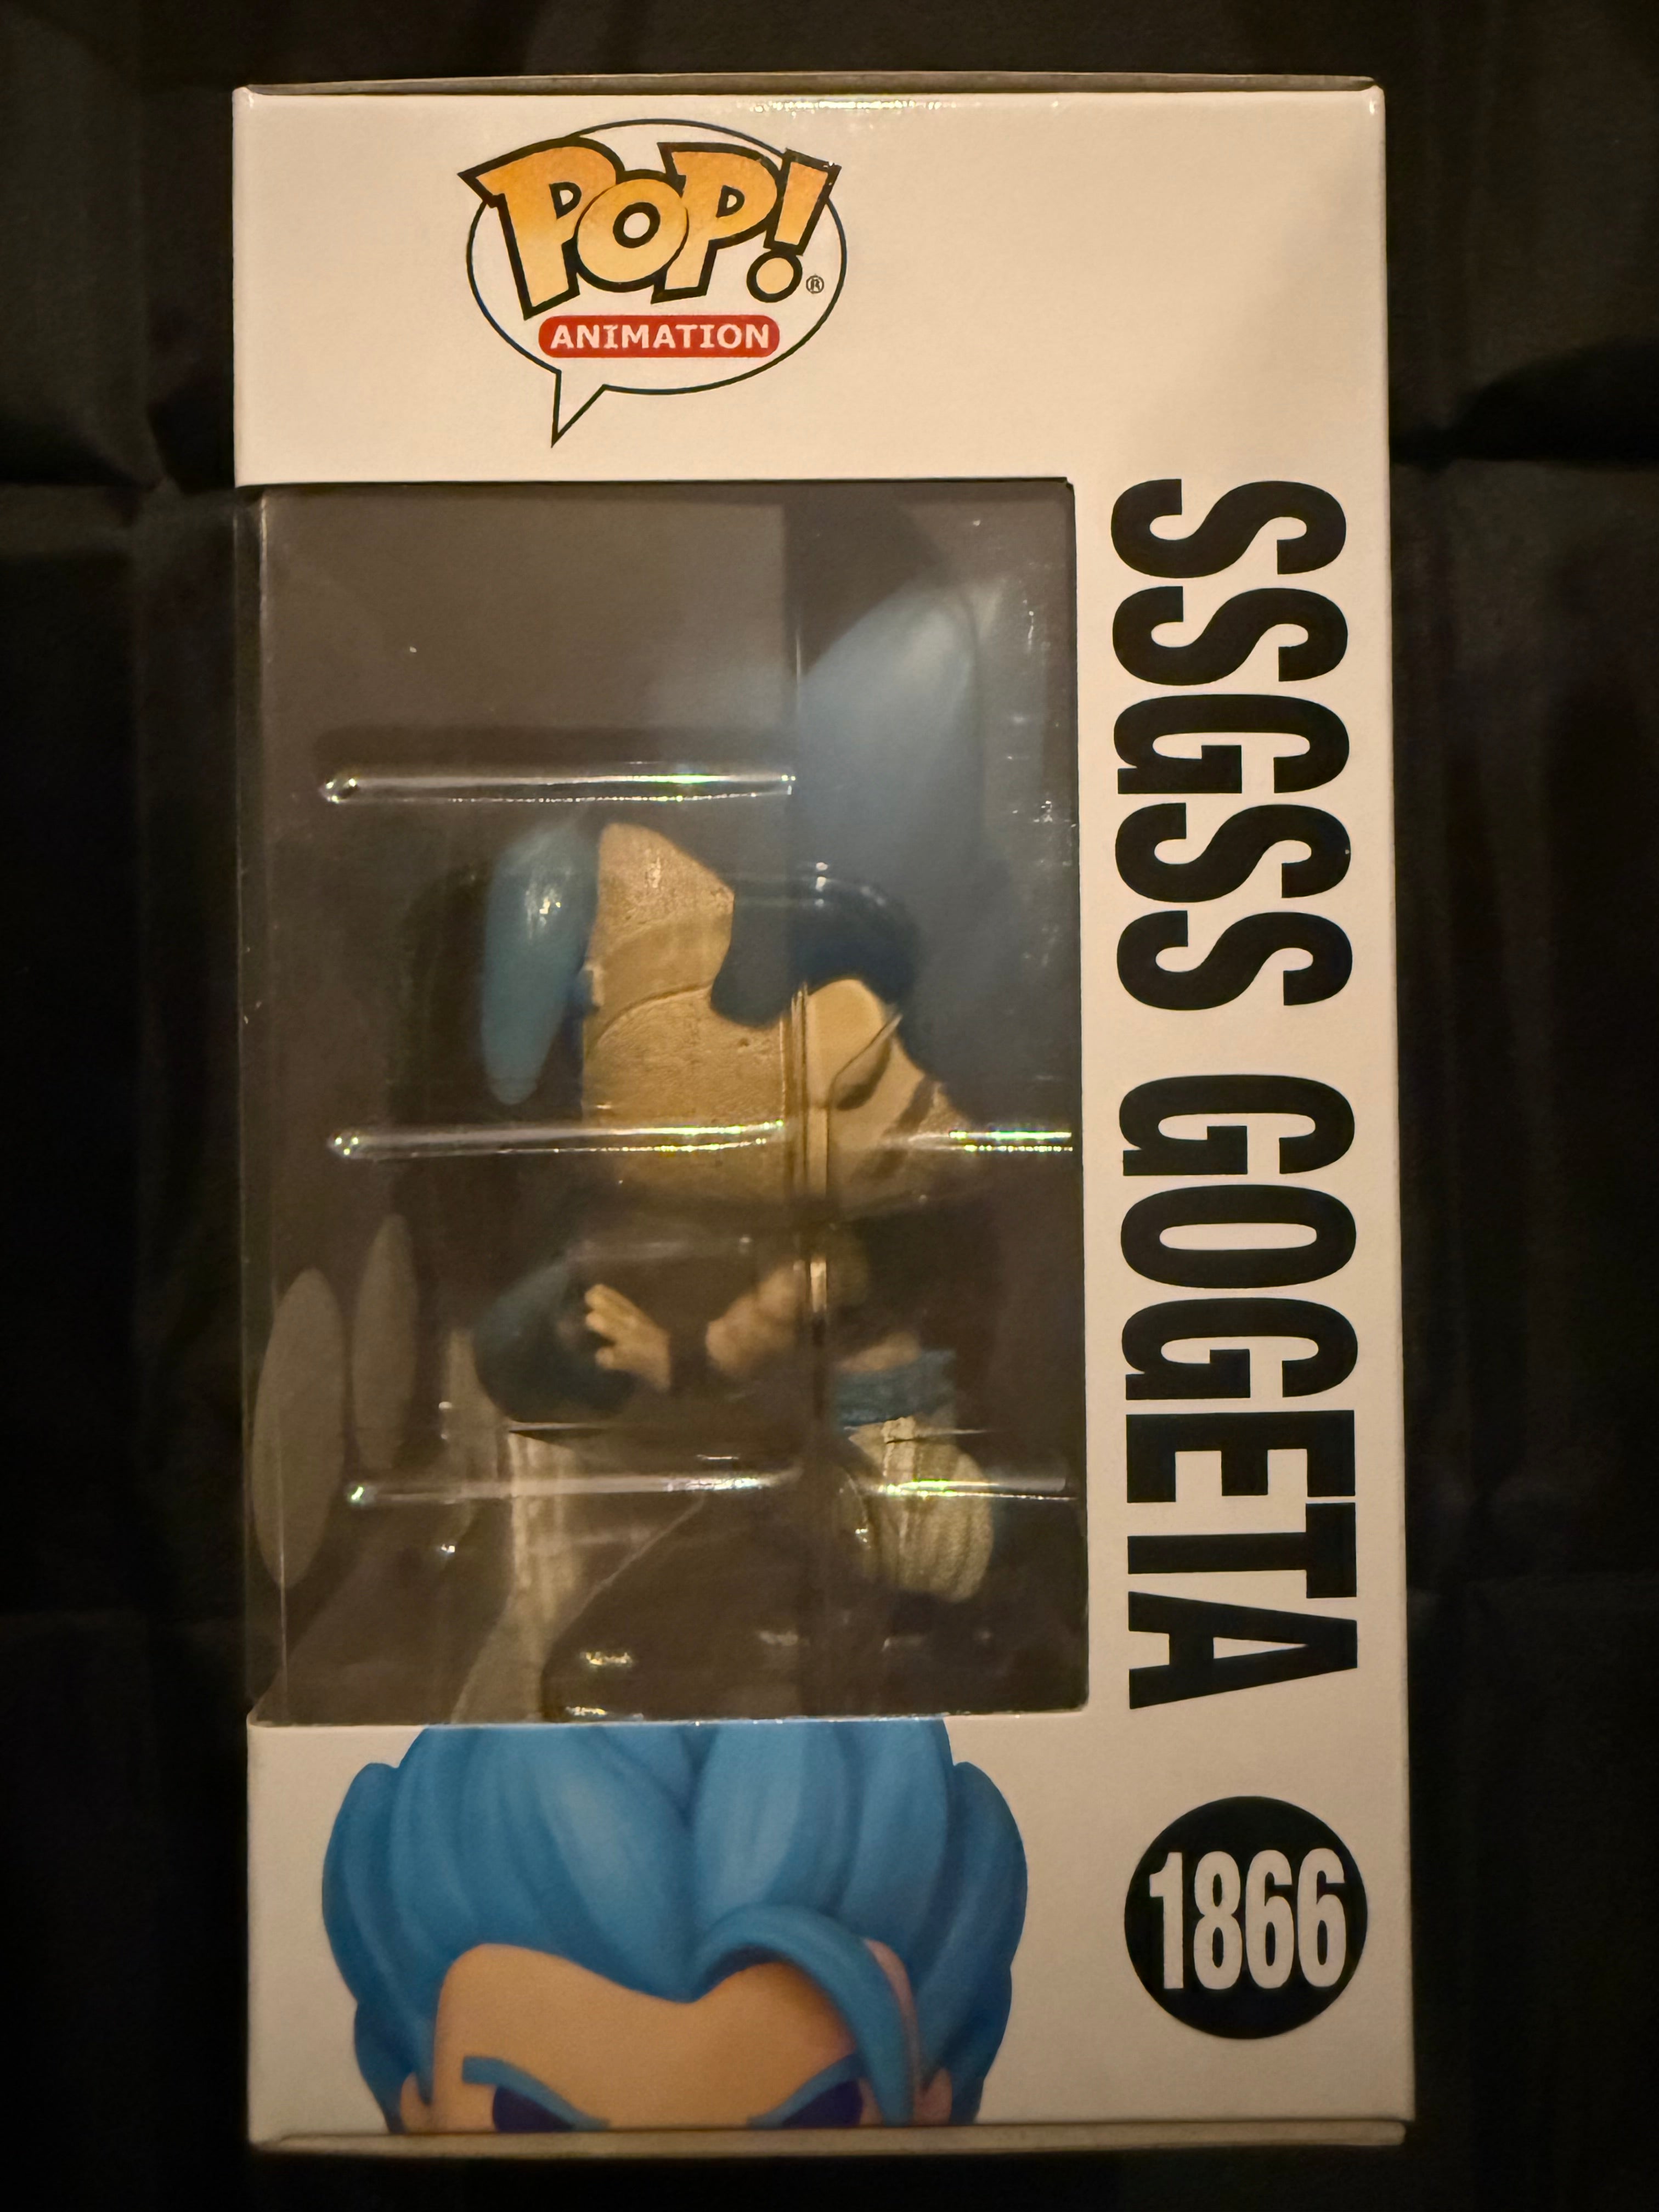 POP!®
ANIMATION
SSGSS GOGETA
1866